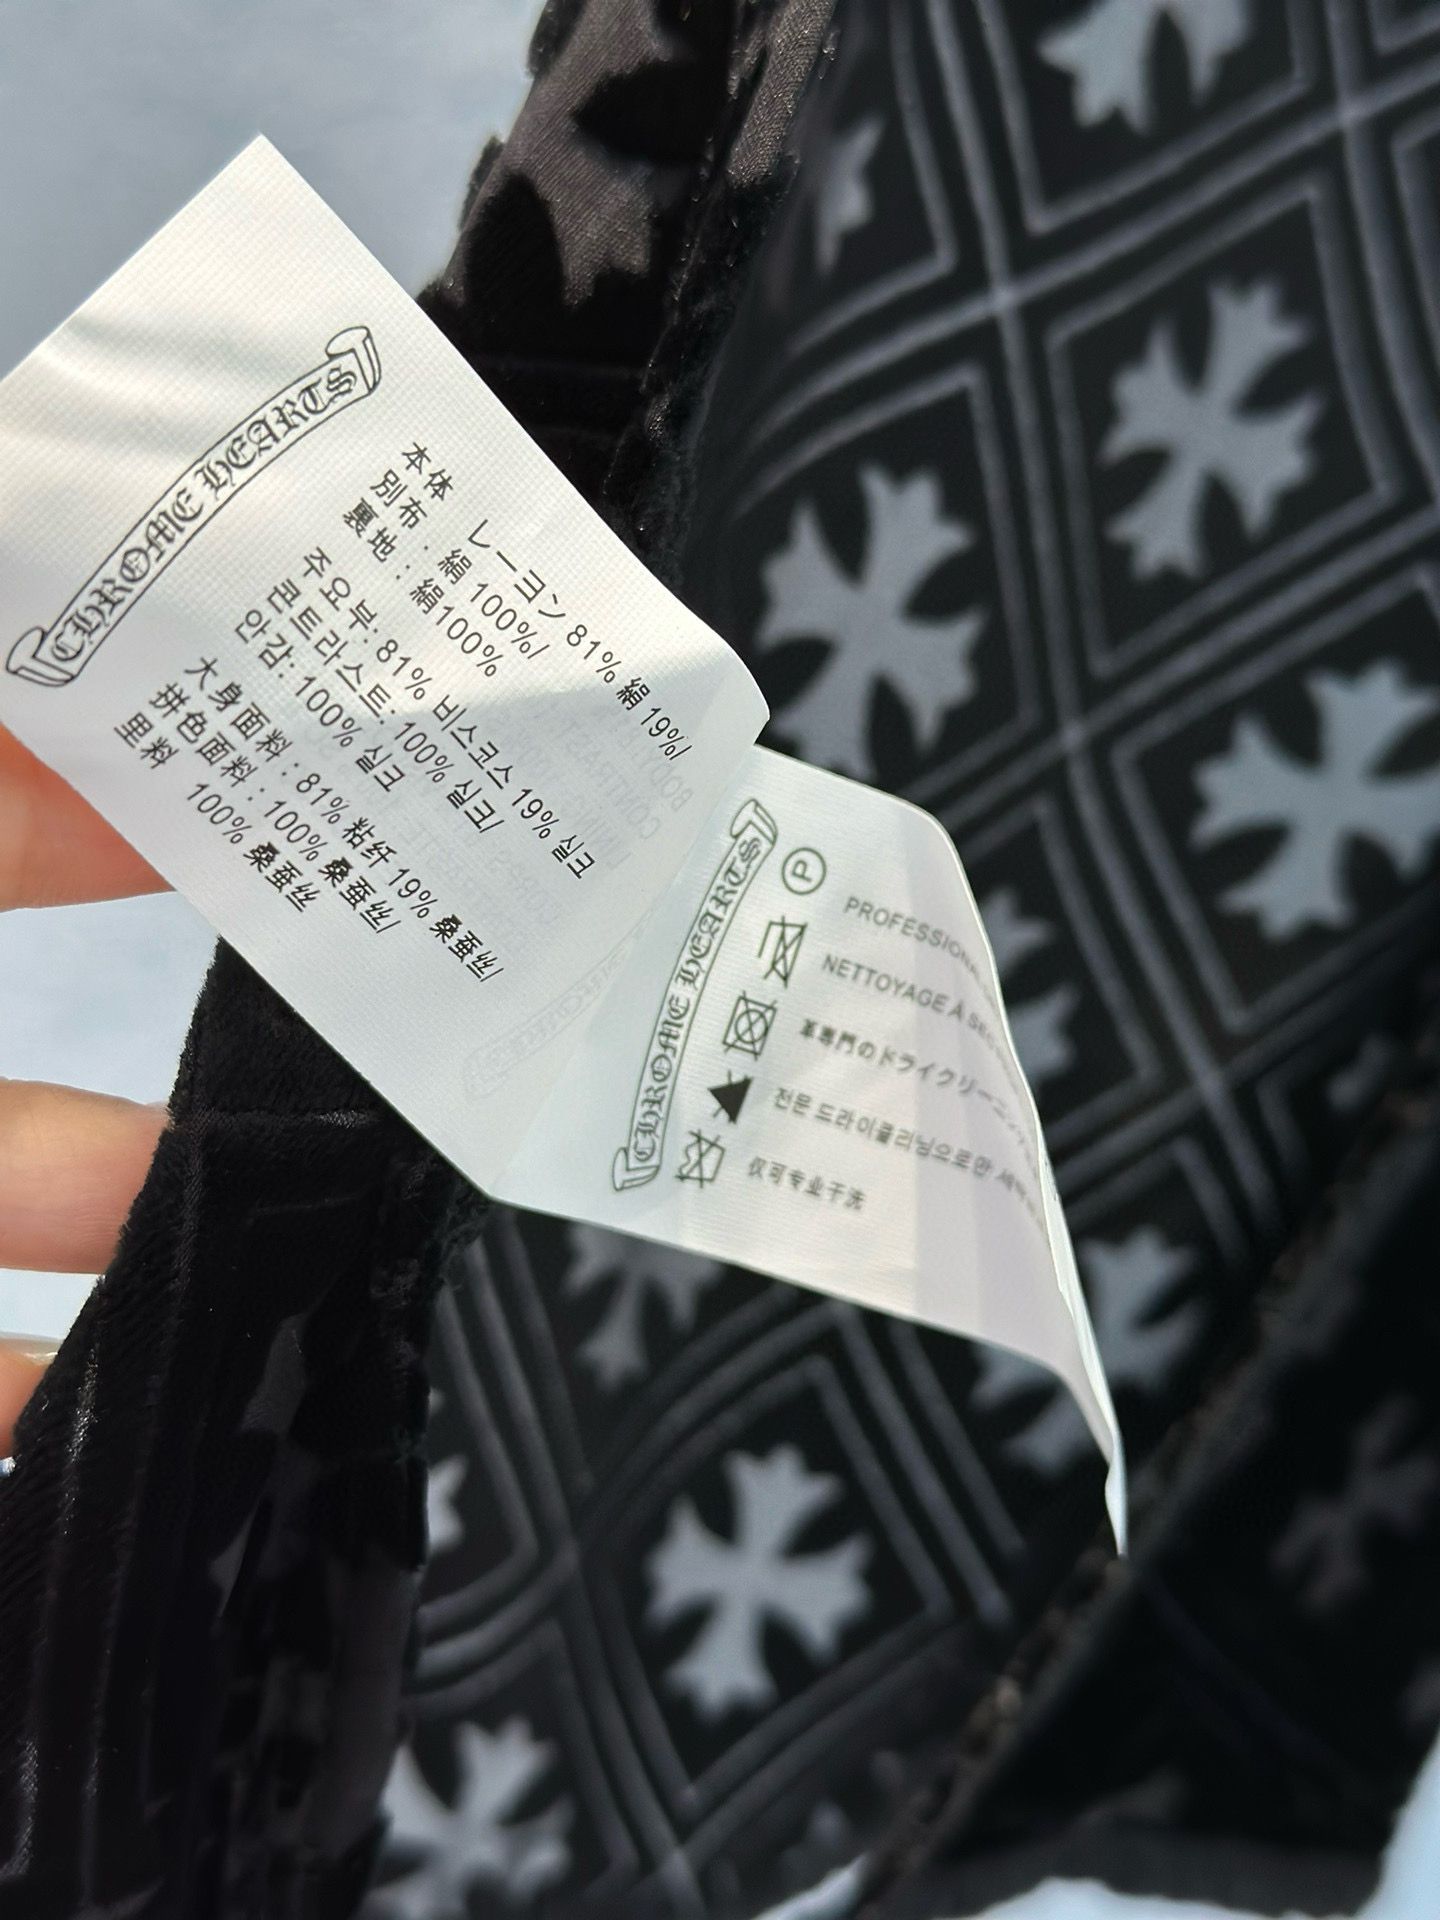 CHROME HEARTS
本体 レーヨン 81% 絹 19%/
別布 : 絹 100%/
裏地 : 絹100%
주요부: 81% 비스코스 19% 실크
콘트라스트: 100% 실크/
안감: 100% 실크
大身面料 : 81% 粘纤 19% 桑蚕丝/
拼色面料 : 100% 桑蚕丝/
里料 100% 桑蚕丝
CHROME HEARTS
P
PROFESSIONAL
NETTOYAGE À SEC
革専門のドライクリーニング
전문 드라이클리닝으로만
仅可专业干洗